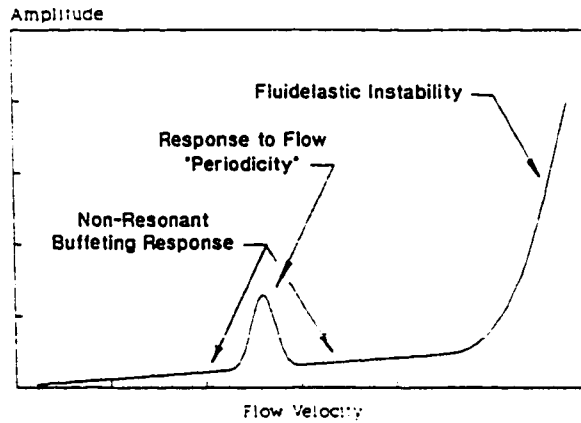 Amplitude
Fluidelastic Instability
Response to Flow
"Periodicity"
Non-Resonant
Buffeting Response
Flow Velocity